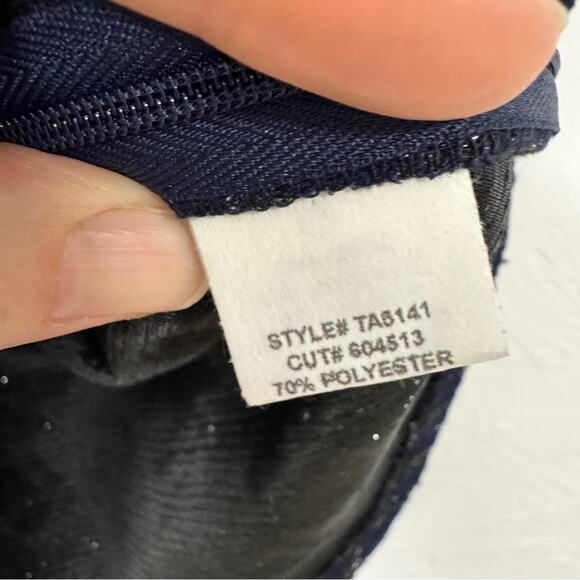 STYLE# TA5141
CUT# 604513
70% POLYESTER